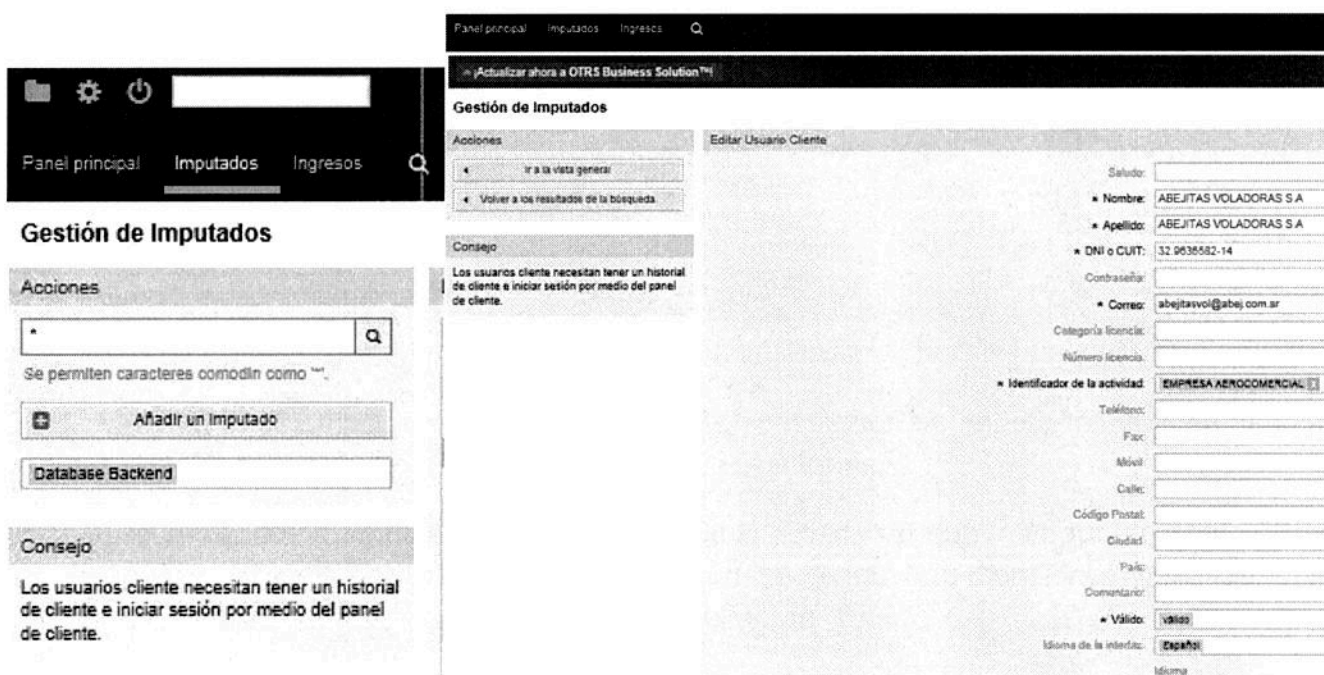 Panel principal Imputados Ingresos
Gestión de Imputados
Acciones
*
Se permiten caracteres comodín como "*".
Añadir un Imputado
Database Backend
Consejo
Los usuarios cliente necesitan tener un historial
de cliente e iniciar sesión por medio del panel
de cliente.
Panel principal Imputados Ingresos
¡Actualizar ahora a OTRS Business Solution™!
Gestión de Imputados
Acciones
Ir a la vista general
Volver a los resultados de la búsqueda
Consejo
Los usuarios cliente necesitan tener un historial
de cliente e iniciar sesión por medio del panel
de cliente.
Editar Usuario Cliente
Saludo:
* Nombre: ABEJITAS VOLADORAS S A
* Apellido: ABEJITAS VOLADORAS S A
* DNI o CUIT: 32.9636582-14
Contraseña:
* Correo: abejitasvol@abej.com.ar
Categoría licencia:
Número licencia:
* Identificador de la actividad: EMPRESA AEROCOMERCIAL
Teléfono:
Fax:
Móvil:
Calle:
Código Postal:
Ciudad:
País:
Comentario:
* Válido: válido
Idioma de la interfaz: Español
Idioma